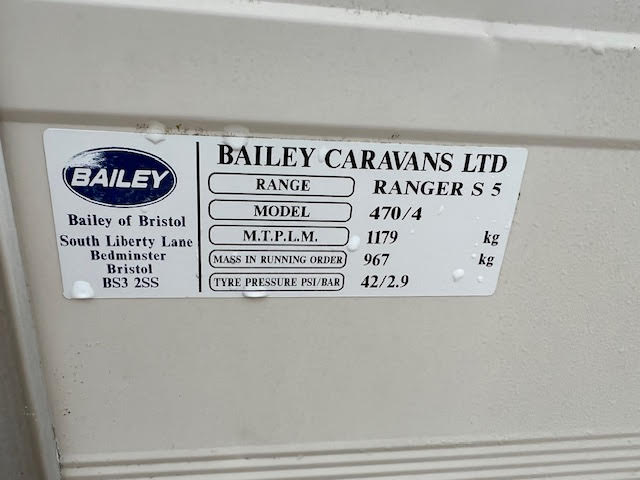 BAILEY
Bailey of Bristol
South Liberty Lane
Bedminster
Bristol
BS3 2SS
BAILEY CARAVANS LTD
RANGE RANGER S 5
MODEL 470/4
M.T.P.L.M. 1179 kg
MASS IN RUNNING ORDER 967 kg
TYRE PRESSURE PSI/BAR 42/2.9